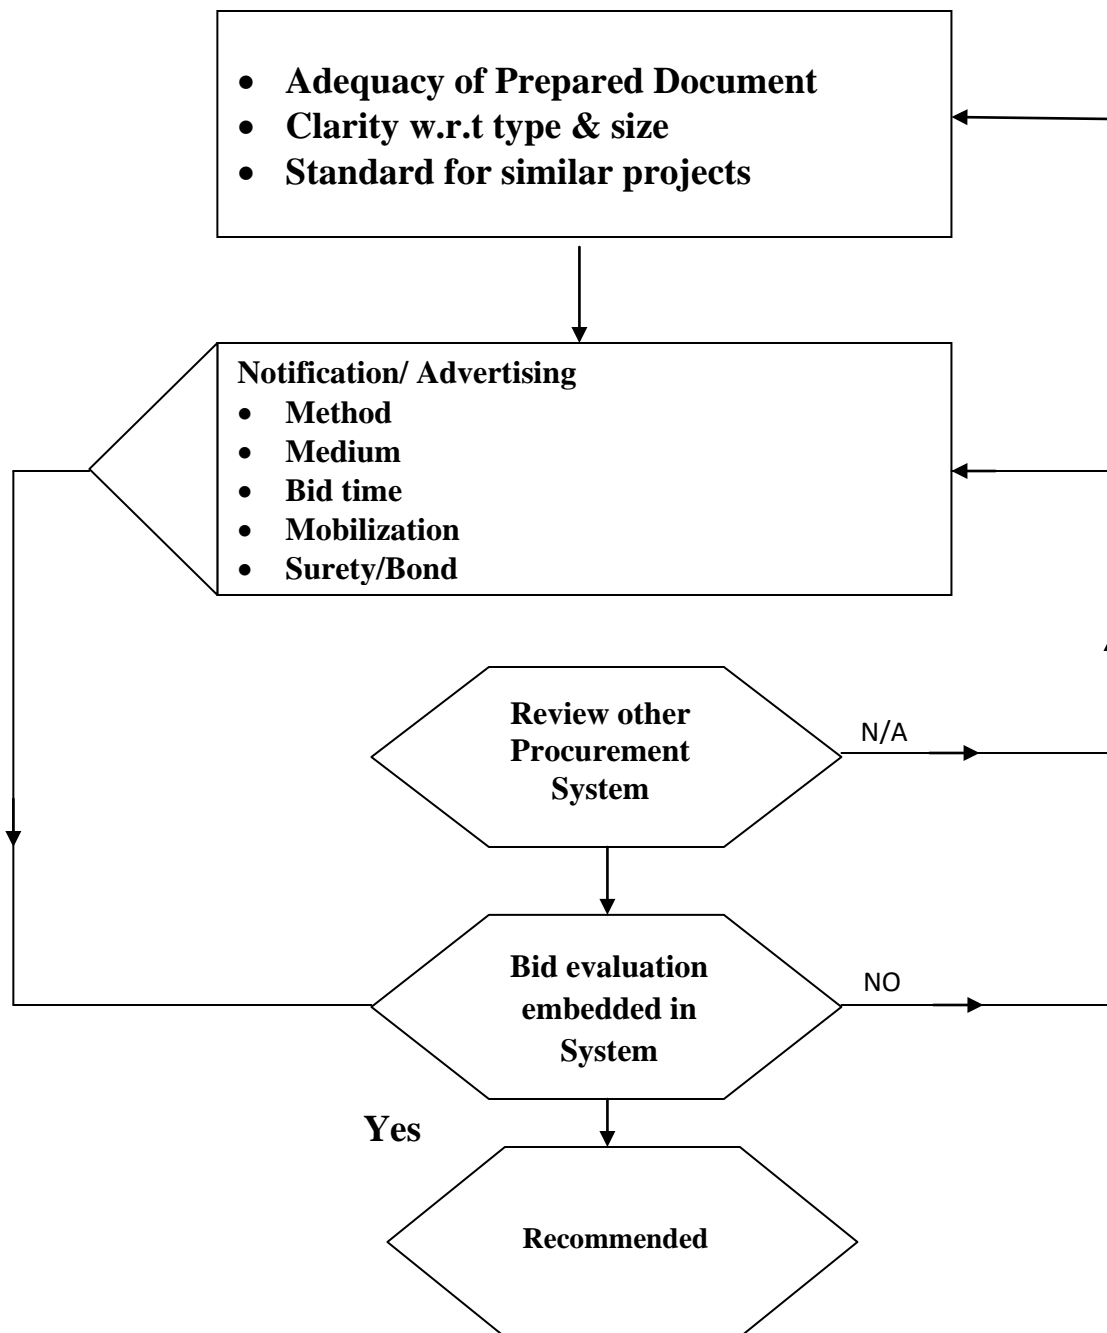 • Adequacy of Prepared Document
• Clarity w.r.t type & size
• Standard for similar projects
Notification/ Advertising
• Method
• Medium
• Bid time
• Mobilization
• Surety/Bond
Review other
Procurement
System
N/A
Bid evaluation
embedded in
System
NO
Yes
Recommended